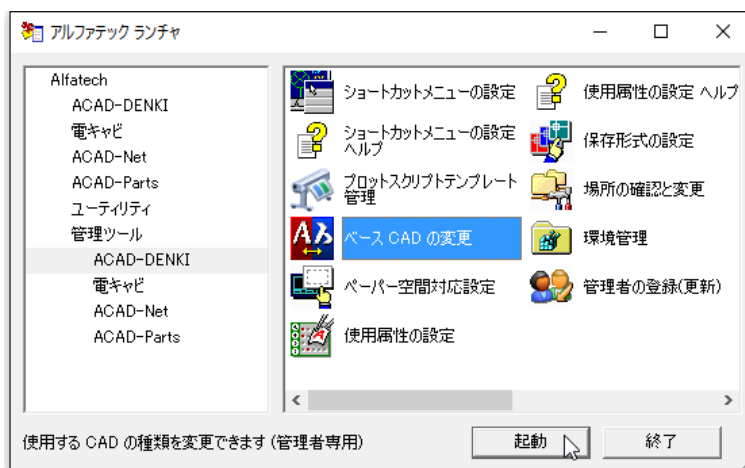 アルファテック ランチャ
Alfatech
ACAD-DENKI
電キャビ
ACAD-Net
ACAD-Parts
ユーティリティ
管理ツール
ACAD-DENKI
電キャビ
ACAD-Net
ACAD-Parts
ショートカットメニューの設定
ショートカットメニューの設定
ヘルプ
プロットスクリプトテンプレート
管理
ベース CAD の変更
ペーパー空間対応設定
使用属性の設定
使用属性の設定 ヘルプ
保存形式の設定
場所の確認と変更
環境管理
管理者の登録(更新)
使用する CAD の種類を変更できます (管理者専用)
起動
終了